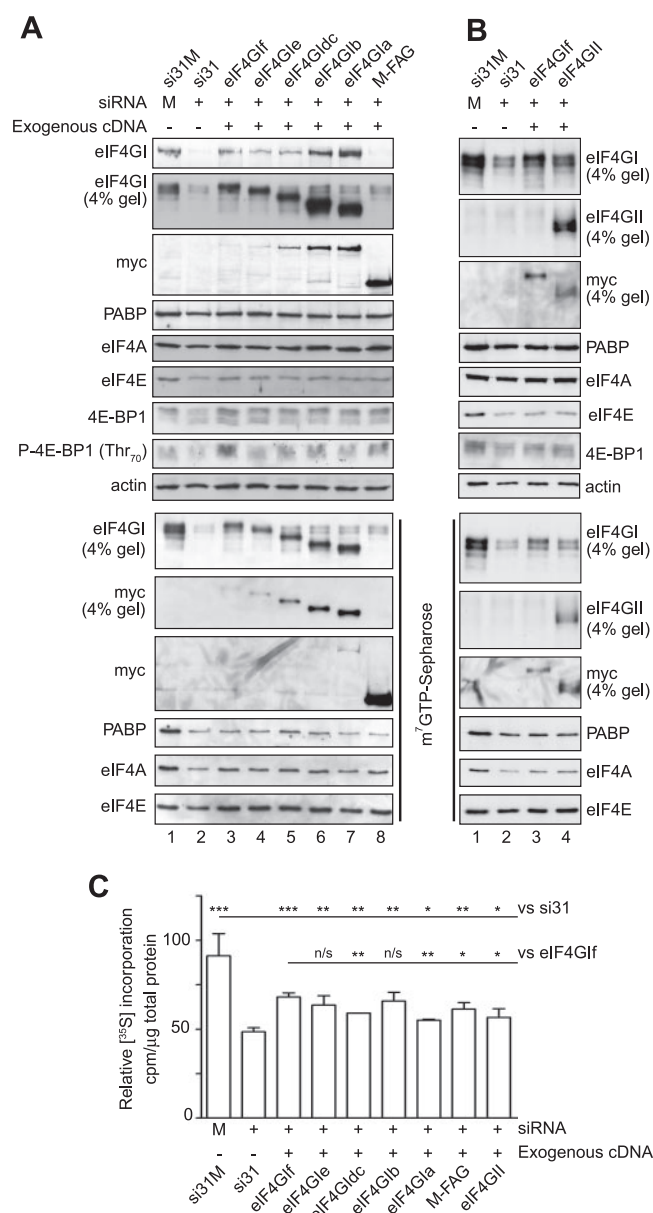 A
si31M si31 eIF4GIf eIF4GIe eIF4GIdc eIF4GIb eIF4GIa M-FAG
siRNA M + + + + + + +
Exogenous cDNA - - + + + + + +
eIF4GI
eIF4GI
(4% gel)
myc
PABP
eIF4A
eIF4E
4E-BP1
P-4E-BP1 (Thr70)
actin
eIF4GI
(4% gel)
myc
(4% gel)
myc
PABP
eIF4A
eIF4E
1 2 3 4 5 6 7 8
m7GTP-Sepharose
B
si31M si31 eIF4GIf eIF4GII
M + + +
- - + +
eIF4GI
(4% gel)
eIF4GII
(4% gel)
myc
(4% gel)
PABP
eIF4A
eIF4E
4E-BP1
actin
eIF4GI
(4% gel)
eIF4GII
(4% gel)
myc
(4% gel)
PABP
eIF4A
eIF4E
1 2 3 4
C
Relative [35S] incorporation
cpm/µg total protein
100
50
0
*** *** ** ** ** * ** * vs si31
n/s ** n/s ** * * vs eIF4GIf
M + + + + + + + + siRNA
- - + + + + + + + Exogenous cDNA
si31M si31 eIF4GIf eIF4GIe eIF4GIdc eIF4GIb eIF4GIa M-FAG eIF4GII